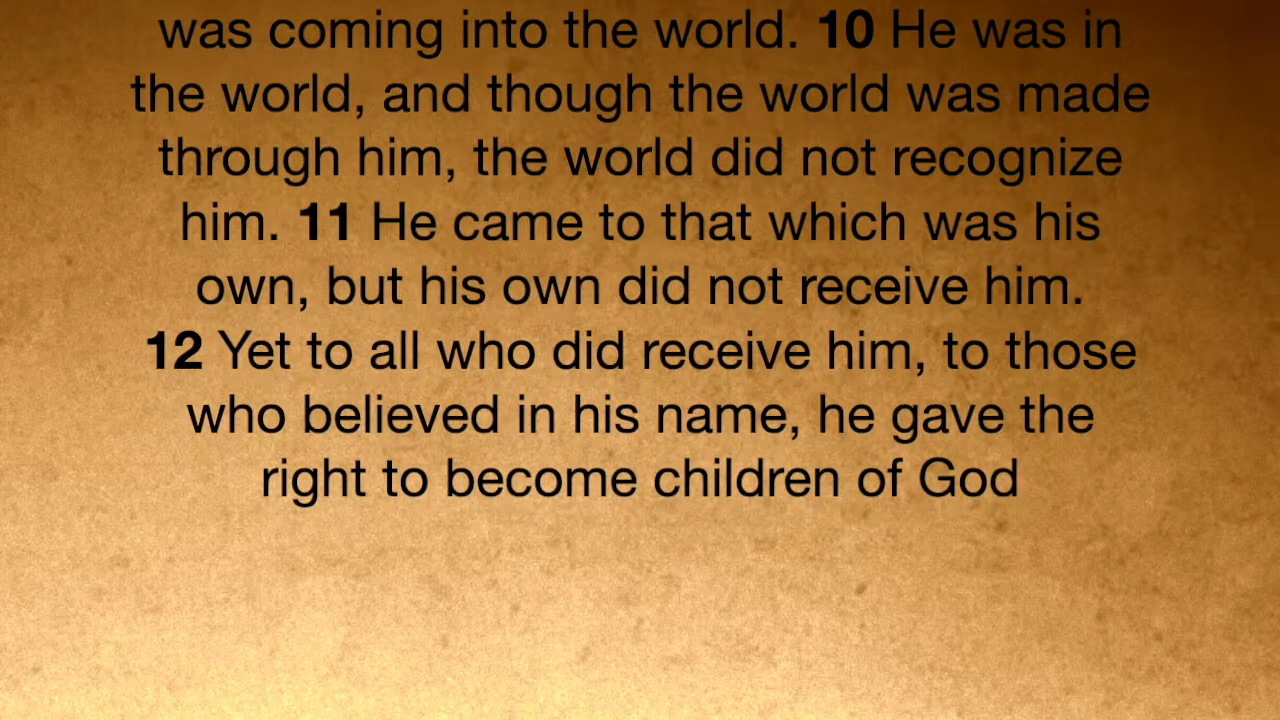 was coming into the world. 10 He was in
the world, and though the world was made
through him, the world did not recognize
him. 11 He came to that which was his
own, but his own did not receive him.
12 Yet to all who did receive him, to those
who believed in his name, he gave the
right to become children of God